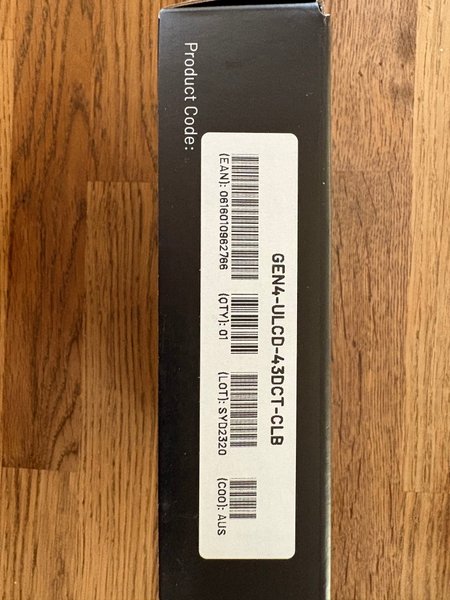 Product Code:
GEN4-ULCD-43DCT-CLB
(EAN): 0616010962766
(QTY): 01
(LOT): SYD2320
(COO): AUS